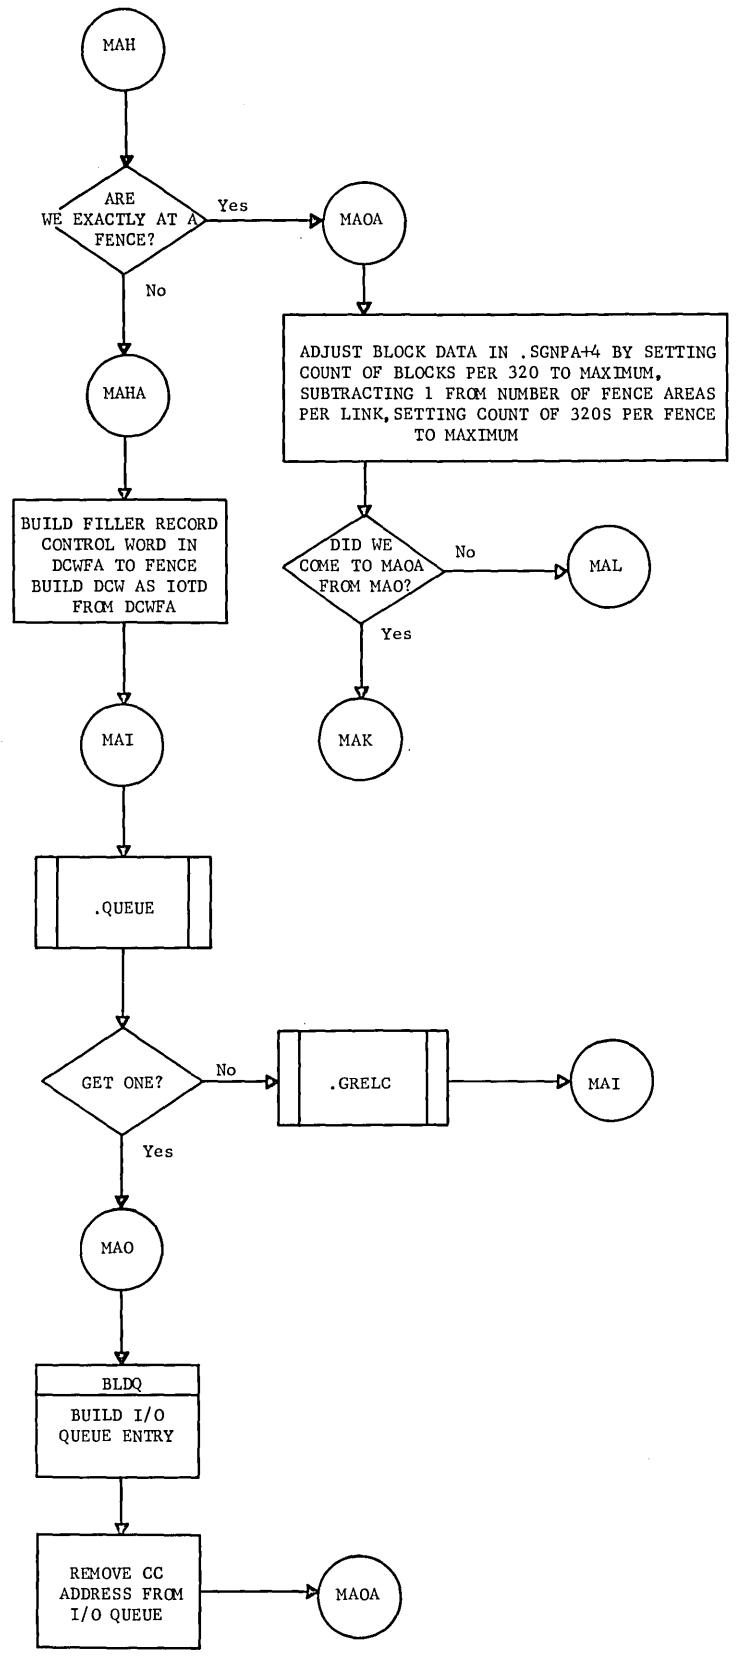 MAH
ARE
WE EXACTLY AT A
FENCE?
Yes
MAOA
No
ADJUST BLOCK DATA IN .SGNPA+4 BY SETTING
COUNT OF BLOCKS PER 320 TO MAXIMUM,
SUBTRACTING 1 FROM NUMBER OF FENCE AREAS
PER LINK, SETTING COUNT OF 320S PER FENCE
TO MAXIMUM
MAHA
BUILD FILLER RECORD
CONTROL WORD IN
DCWFA TO FENCE
BUILD DCW AS IOTD
FROM DCWFA
DID WE
COME TO MAOA
FROM MAO?
No
MAL
Yes
MAK
MAI
.QUEUE
GET ONE?
No
.GRELC
MAI
Yes
MAO
BLDQ
BUILD I/O
QUEUE ENTRY
REMOVE CC
ADDRESS FROM
I/O QUEUE
MAOA